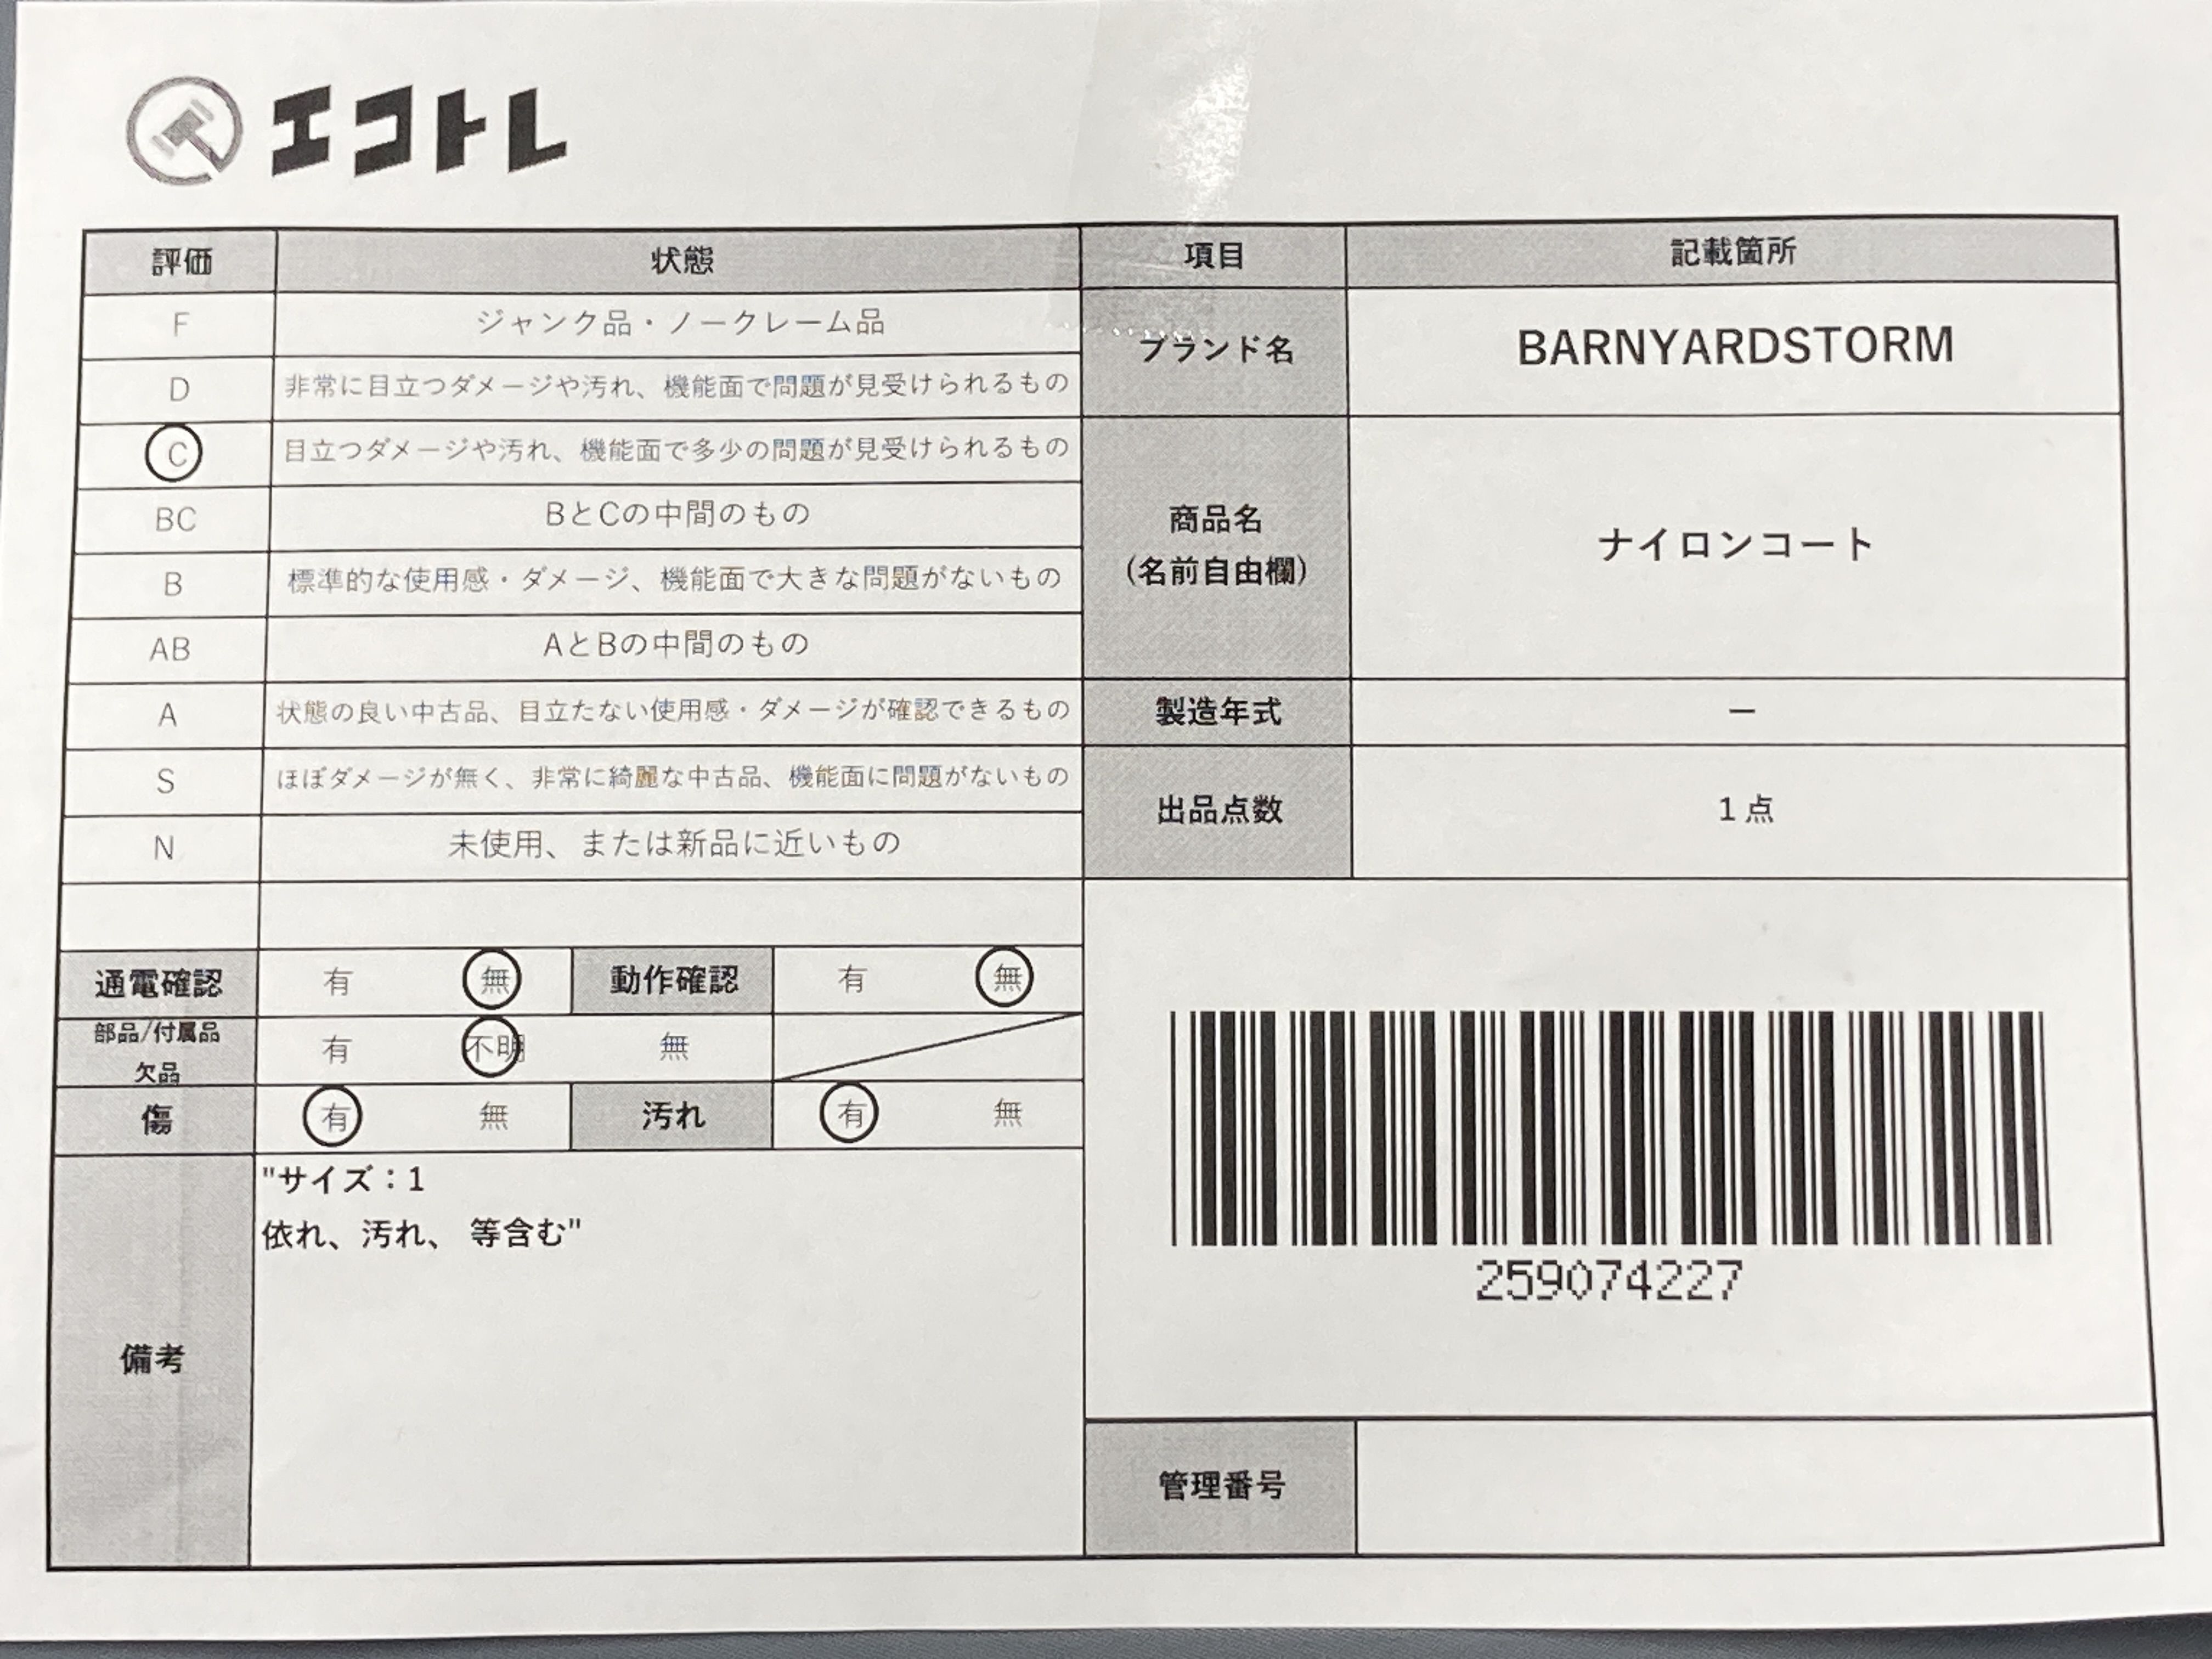 エコトレ
評価 状態 項目 記載箇所
F ジャンク品・ノークレーム品
D 非常に目立つダメージや汚れ、機能面で問題が見受けられるもの
C 目立つダメージや汚れ、機能面で多少の問題が見受けられるもの
BC BとCの中間のもの
B 標準的な使用感・ダメージ、機能面で大きな問題がないもの
AB AとBの中間のもの
A 状態の良い中古品、目立たない使用感・ダメージが確認できるもの
S ほぼダメージが無く、非常に綺麗な中古品、機能面に問題がないもの
N 未使用、または新品に近いもの
ブランド名 BARNYARDSTORM
商品名
(名前自由欄)
ナイロンコート
製造年式 ー
出品点数 1点
通電確認 有 無 動作確認 有 無
部品/付属品
欠品
有 不明 無
傷 有 無 汚れ 有 無
備考
"サイズ：1
依れ、汚れ、 等含む"
259074227
管理番号